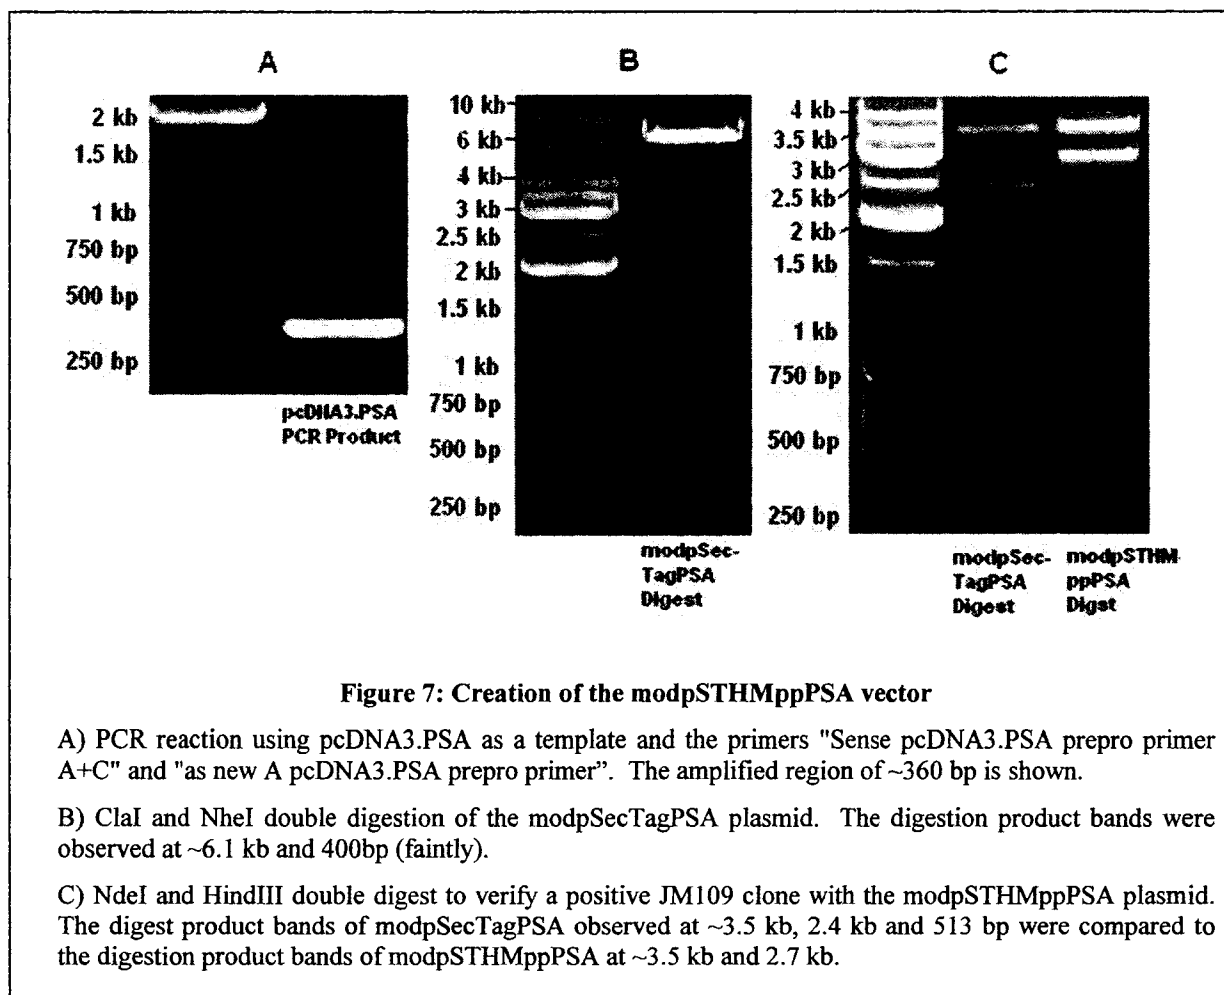 A
B
C
2 kb
1.5 kb
1 kb
750 bp
500 bp
250 bp
pcDNA3.PSA
PCR Product
10 kb
6 kb
4 kb
3 kb
2.5 kb
2 kb
1.5 kb
1 kb
750 bp
500 bp
250 bp
modpSec-
TagPSA
Digest
4 kb
3.5 kb
3 kb
2.5 kb
2 kb
1.5 kb
1 kb
750 bp
500 bp
250 bp
modpSec-
TagPSA
Digest
modpSTHM
ppPSA
Digst
Figure 7: Creation of the modpSTHMppPSA vector
A) PCR reaction using pcDNA3.PSA as a template and the primers "Sense pcDNA3.PSA prepro primer
A+C" and "as new A pcDNA3.PSA prepro primer”. The amplified region of ~360 bp is shown.
B) ClaI and NheI double digestion of the modpSecTagPSA plasmid. The digestion product bands were
observed at ~6.1 kb and 400bp (faintly).
C) NdeI and HindIII double digest to verify a positive JM109 clone with the modpSTHMppPSA plasmid.
The digest product bands of modpSecTagPSA observed at ~3.5 kb, 2.4 kb and 513 bp were compared to
the digestion product bands of modpSTHMppPSA at ~3.5 kb and 2.7 kb.